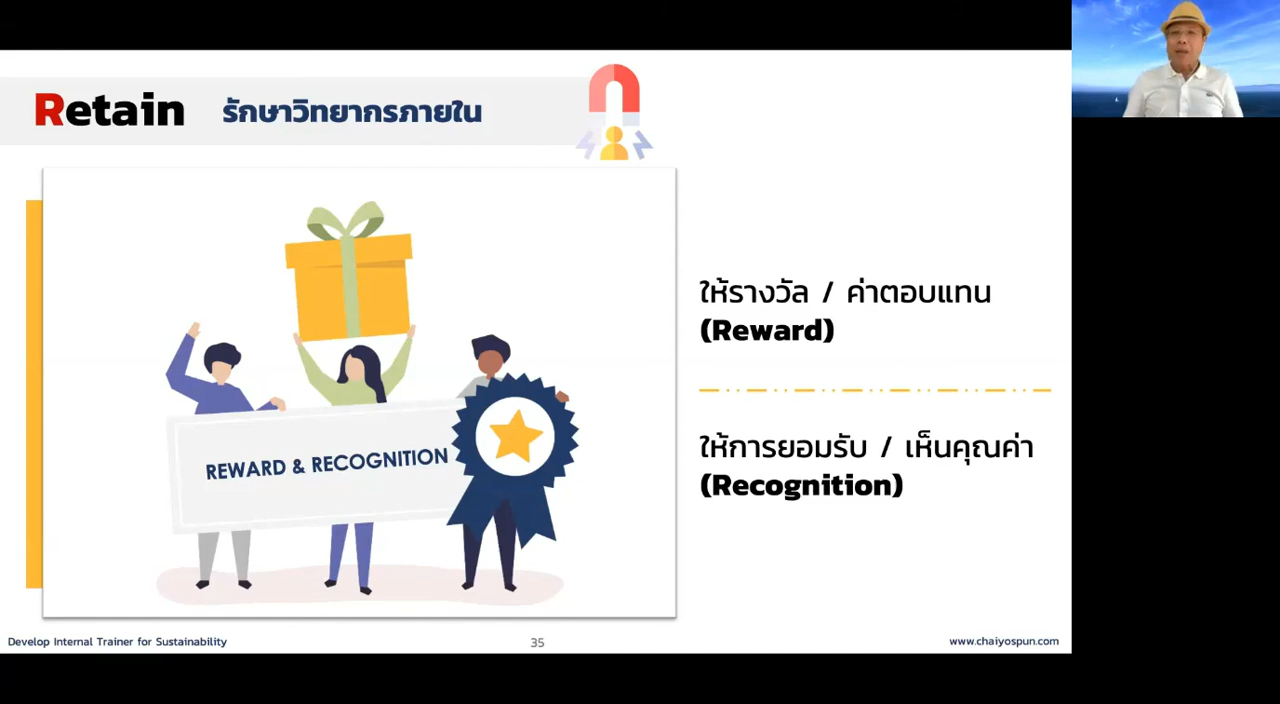 Retain รักษาวิทยากรภายใน
REWARD & RECOGNITION
ให้รางวัล / ค่าตอบแทน
(Reward)
ให้การยอมรับ / เห็นคุณค่า
(Recognition)
Develop Internal Trainer for Sustainability 35 www.chaiyospun.com